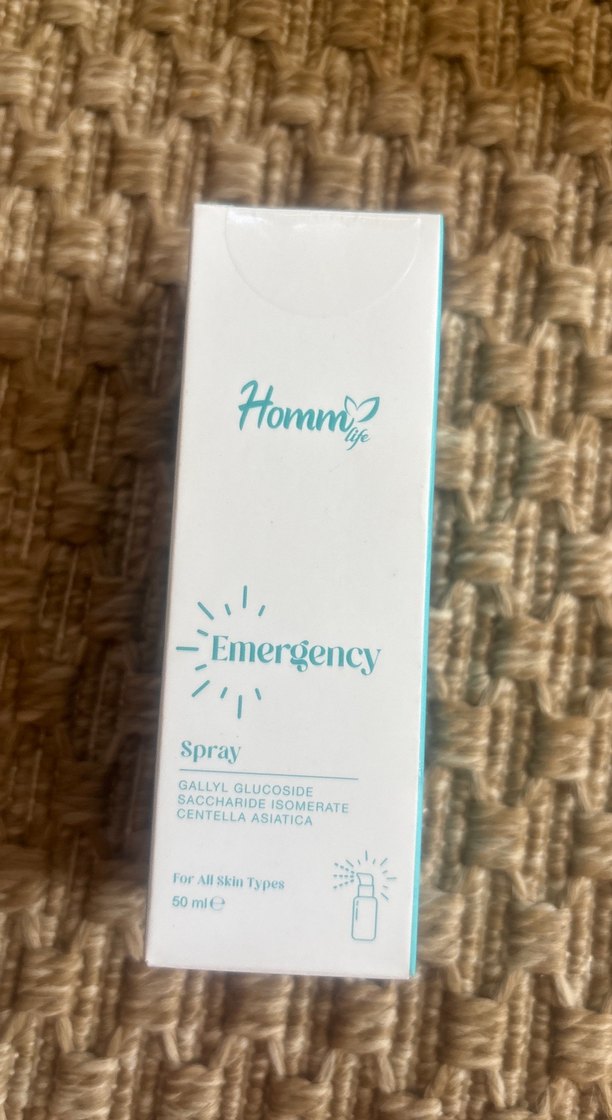 Homm
life
Emergency
Spray
GALLYL GLUCOSIDE
SACCHARIDE ISOMERATE
CENTELLA ASIATICA
For All Skin Types
50 ml ℮